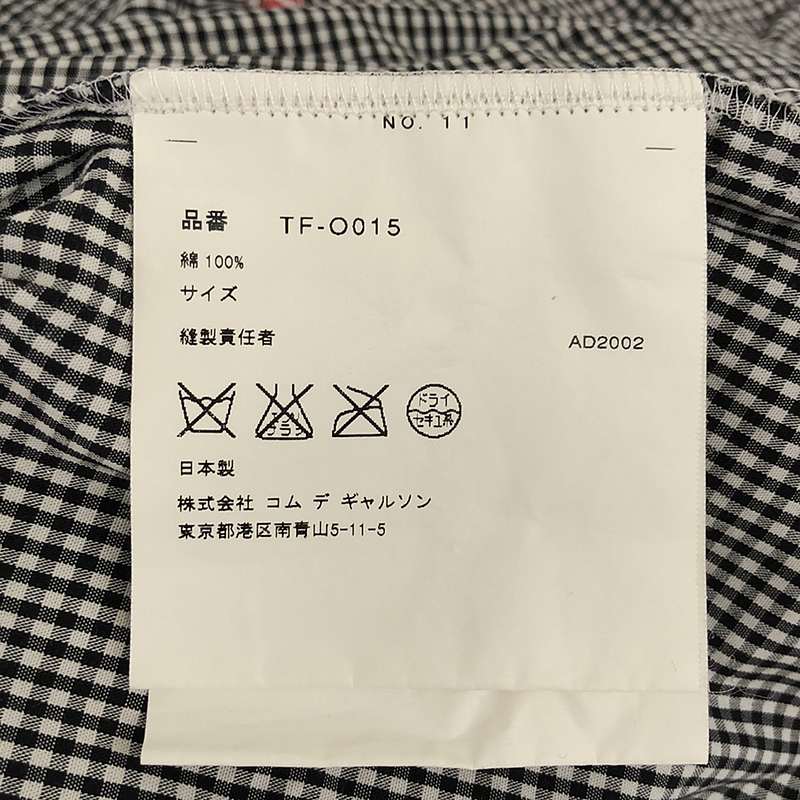 NO. 11
品番 TF-O015
綿 100%
サイズ
縫製責任者 AD2002
ドライ
セキユ系
日本製
株式会社 コム デ ギャルソン
東京都港区南青山5-11-5